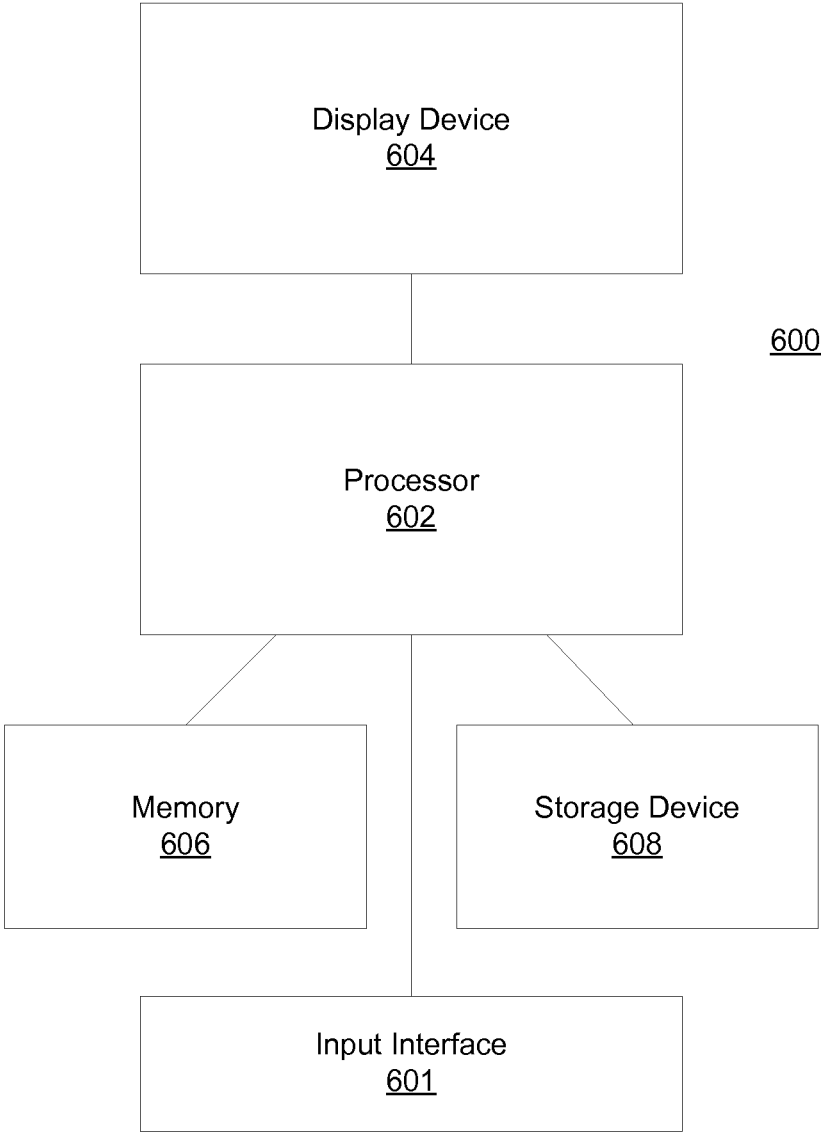 Display Device
604
600
Processor
602
Memory
606
Storage Device
608
Input Interface
601